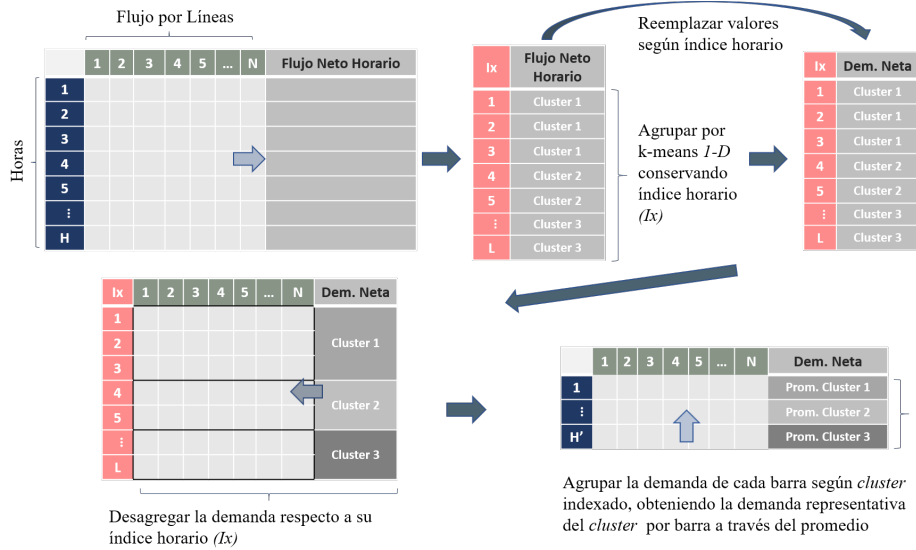 Flujo por Líneas
1 2 3 4 5 ... N Flujo Neto Horario
Horas
1
2
3
4
5
⋮
H
Ix Flujo Neto
Horario
1 Cluster 1
2 Cluster 1
3 Cluster 1
4 Cluster 2
5 Cluster 2
⋮ Cluster 3
L Cluster 3
Reemplazar valores
según índice horario
Agrupar por
k-means 1-D
conservando
índice horario
(Ix)
Ix Dem. Neta
1 Cluster 1
2 Cluster 1
3 Cluster 1
4 Cluster 2
5 Cluster 2
⋮ Cluster 3
L Cluster 3
Ix 1 2 3 4 5 ... N Dem. Neta
1
2 Cluster 1
3
4
5
Cluster 2
⋮
L
Cluster 3
Desagregar la demanda respecto a su
índice horario (Ix)
1 2 3 4 5 ... N Dem. Neta
1 Prom. Cluster 1
⋮ Prom. Cluster 2
H' Prom. Cluster 3
Agrupar la demanda de cada barra según cluster
indexado, obteniendo la demanda representativa
del cluster por barra a través del promedio